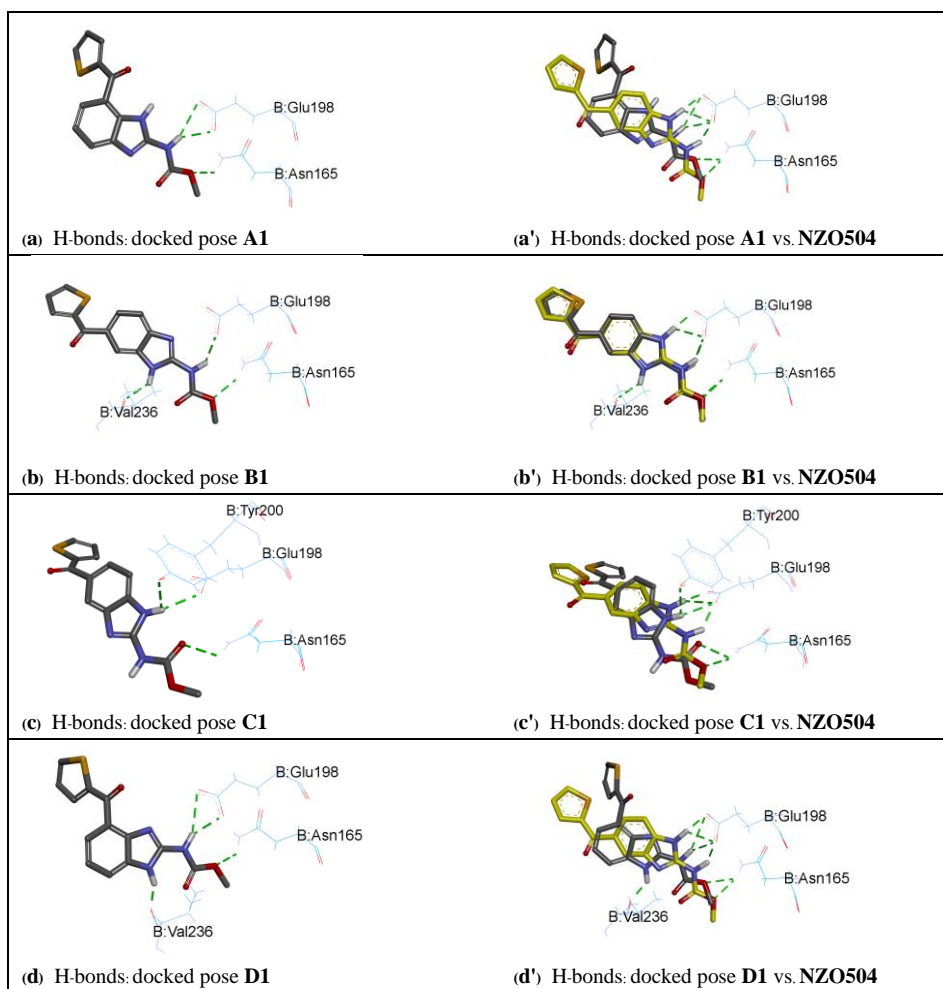 B:Glu198
B:Asn165
(a) H-bonds: docked pose A1
B:Glu198
B:Asn165
(a') H-bonds: docked pose A1 vs. NZO504
B:Glu198
B:Asn165
B:Val236
(b) H-bonds: docked pose B1
B:Glu198
B:Asn165
B:Val236
(b') H-bonds: docked pose B1 vs. NZO504
B:Tyr200
B:Glu198
B:Asn165
(c) H-bonds: docked pose C1
B:Tyr200
B:Glu198
B:Asn165
(c') H-bonds: docked pose C1 vs. NZO504
B:Glu198
B:Asn165
B:Val236
(d) H-bonds: docked pose D1
B:Glu198
B:Asn165
B:Val236
(d') H-bonds: docked pose D1 vs. NZO504